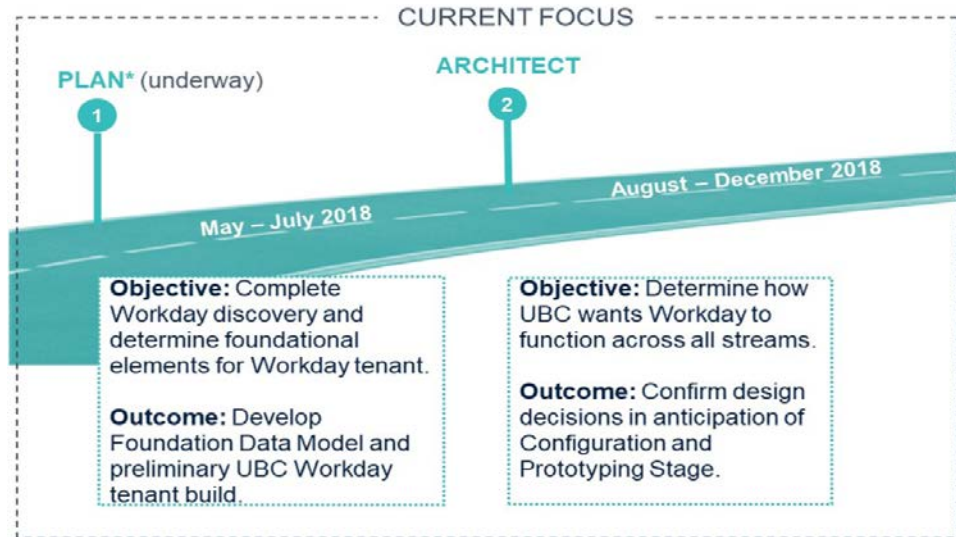 CURRENT FOCUS
PLAN* (underway)
1
ARCHITECT
2
May – July 2018
August – December 2018
Objective: Complete
Workday discovery and
determine foundational
elements for Workday tenant.
Outcome: Develop
Foundation Data Model and
preliminary UBC Workday
tenant build.
Objective: Determine how
UBC wants Workday to
function across all streams.
Outcome: Confirm design
decisions in anticipation of
Configuration and
Prototyping Stage.